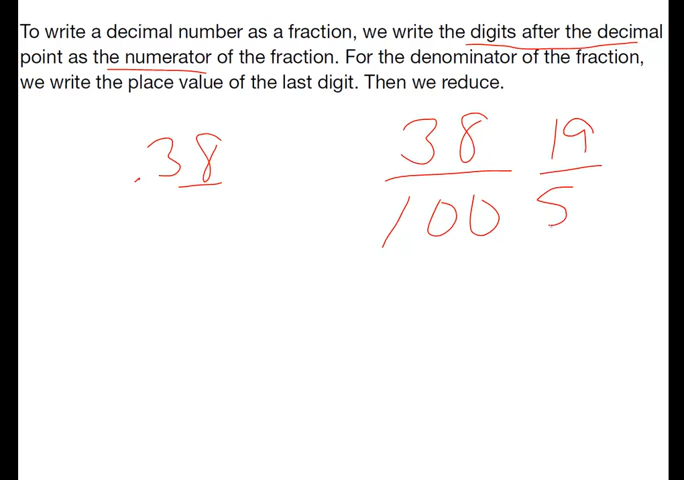 To write a decimal number as a fraction, we write the digits after the decimal
point as the numerator of the fraction. For the denominator of the fraction,
we write the place value of the last digit. Then we reduce.
.38
38 19
100 5